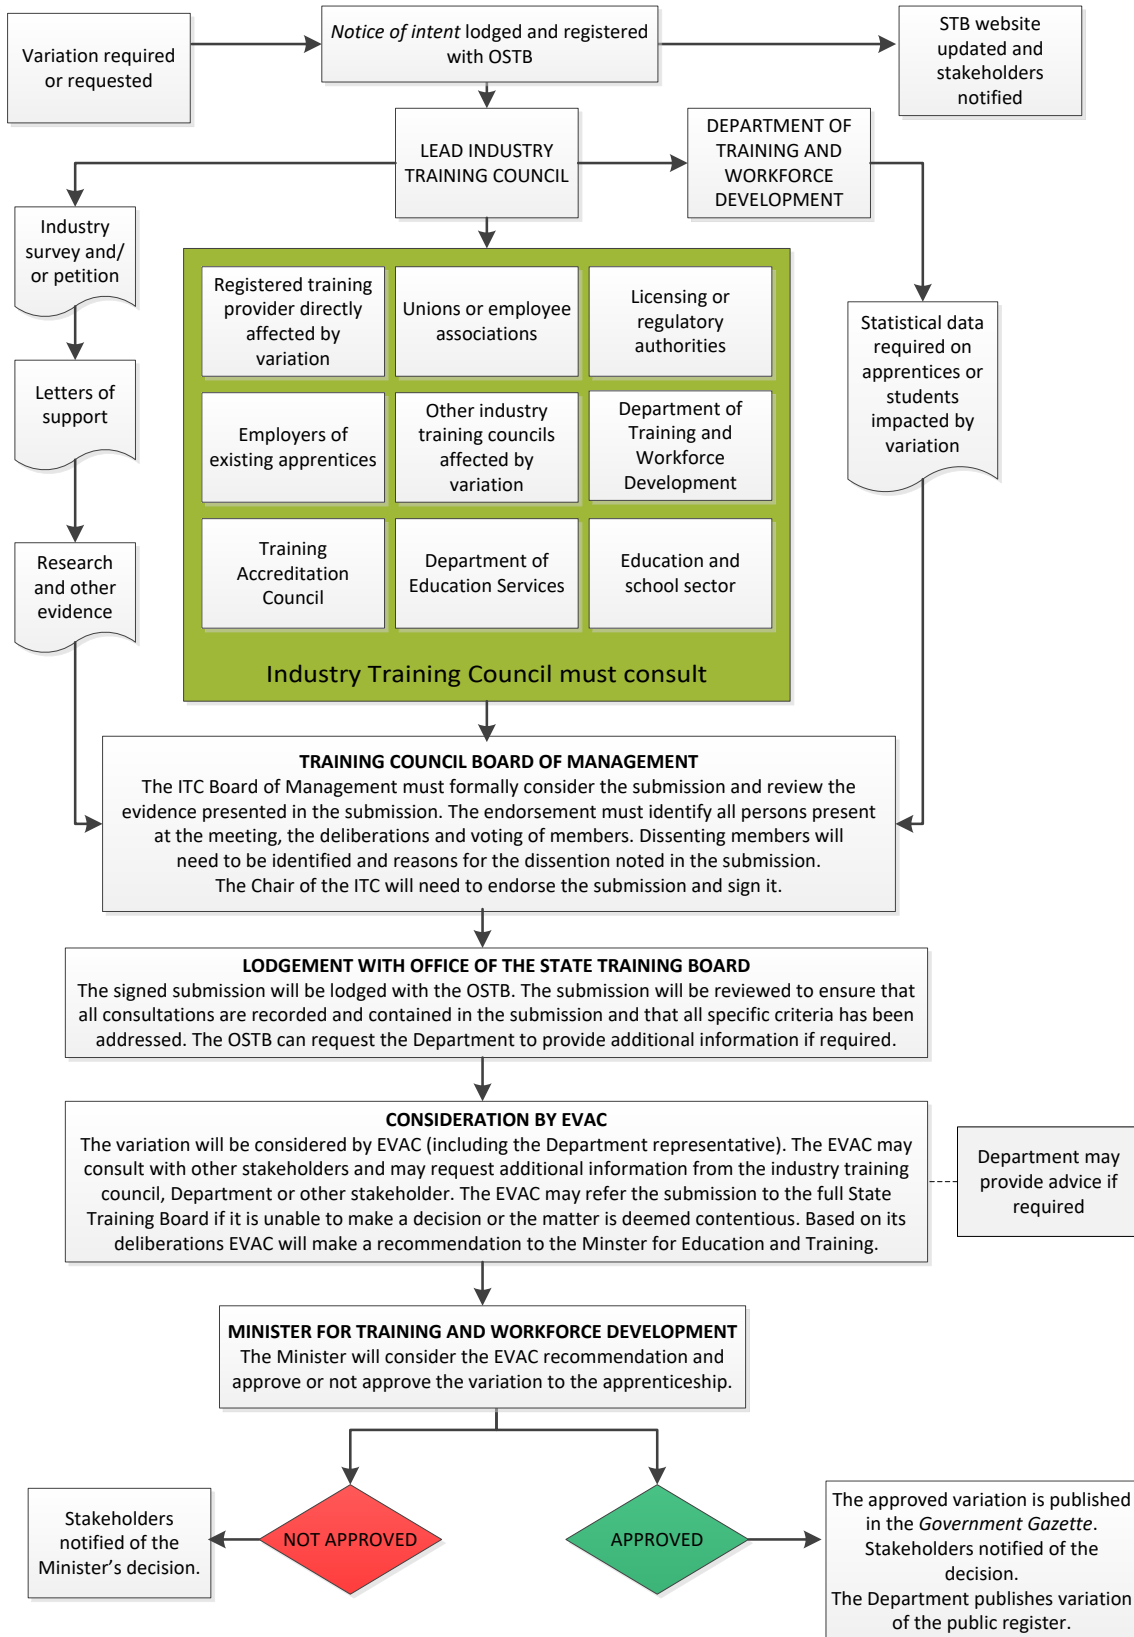 Variation required
or requested
Notice of intent lodged and registered
with OSTB
STB website
updated and
stakeholders
notified
LEAD INDUSTRY
TRAINING COUNCIL
DEPARTMENT OF
TRAINING AND
WORKFORCE
DEVELOPMENT
Industry
survey and/
or petition
Letters of
support
Research
and other
evidence
Registered training
provider directly
affected by
variation
Unions or employee
associations
Licensing or
regulatory
authorities
Employers of
existing apprentices
Other industry
training councils
affected by
variation
Department of
Training and
Workforce
Development
Training
Accreditation
Council
Department of
Education Services
Education and
school sector
Industry Training Council must consult
Statistical data
required on
apprentices or
students
impacted by
variation
TRAINING COUNCIL BOARD OF MANAGEMENT
The ITC Board of Management must formally consider the submission and review the
evidence presented in the submission. The endorsement must identify all persons present
at the meeting, the deliberations and voting of members. Dissenting members will
need to be identified and reasons for the dissention noted in the submission.
The Chair of the ITC will need to endorse the submission and sign it.
LODGEMENT WITH OFFICE OF THE STATE TRAINING BOARD
The signed submission will be lodged with the OSTB. The submission will be reviewed to ensure that
all consultations are recorded and contained in the submission and that all specific criteria has been
addressed. The OSTB can request the Department to provide additional information if required.
CONSIDERATION BY EVAC
The variation will be considered by EVAC (including the Department representative). The EVAC may
consult with other stakeholders and may request additional information from the industry training
council, Department or other stakeholder. The EVAC may refer the submission to the full State
Training Board if it is unable to make a decision or the matter is deemed contentious. Based on its
deliberations EVAC will make a recommendation to the Minster for Education and Training.
Department may
provide advice if
required
MINISTER FOR TRAINING AND WORKFORCE DEVELOPMENT
The Minister will consider the EVAC recommendation and
approve or not approve the variation to the apprenticeship.
Stakeholders
notified of the
Minister’s decision.
NOT APPROVED
APPROVED
The approved variation is published
in the Government Gazette.
Stakeholders notified of the
decision.
The Department publishes variation
of the public register.